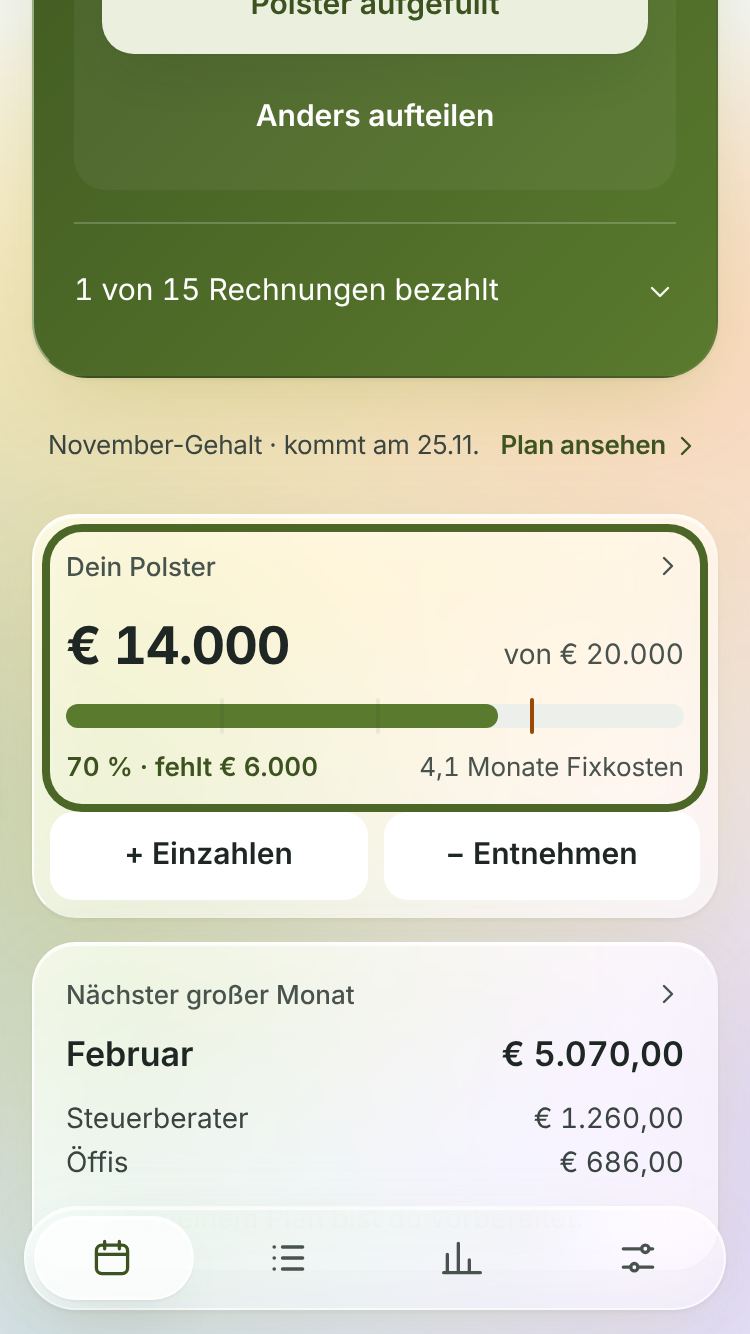 Polster aufgefüllt
Anders aufteilen
1 von 15 Rechnungen bezahlt
November-Gehalt · kommt am 25.11. Plan ansehen
Dein Polster
€ 14.000 von € 20.000
70 % · fehlt € 6.000 4,1 Monate Fixkosten
+ Einzahlen – Entnehmen
Nächster großer Monat
Februar € 5.070,00
Steuerberater € 1.260,00
Öffis € 686,00